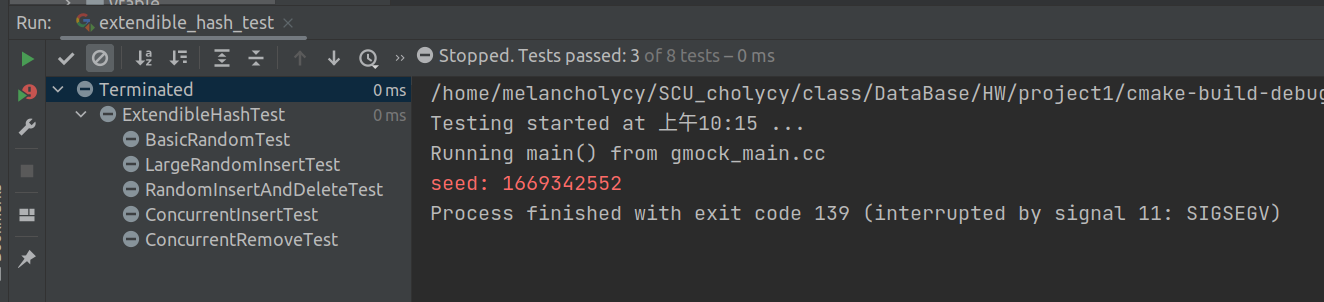 Run: extendible_hash_test
Stopped. Tests passed: 3 of 8 tests – 0 ms
Terminated 0 ms
ExtendibleHashTest 0 ms
BasicRandomTest
LargeRandomInsertTest
RandomInsertAndDeleteTest
ConcurrentInsertTest
ConcurrentRemoveTest
/home/melancholycy/SCU_cholycy/class/DataBase/HW/project1/cmake-build-debug
Testing started at 上午10:15 ...
Running main() from gmock_main.cc
seed: 1669342552
Process finished with exit code 139 (interrupted by signal 11: SIGSEGV)